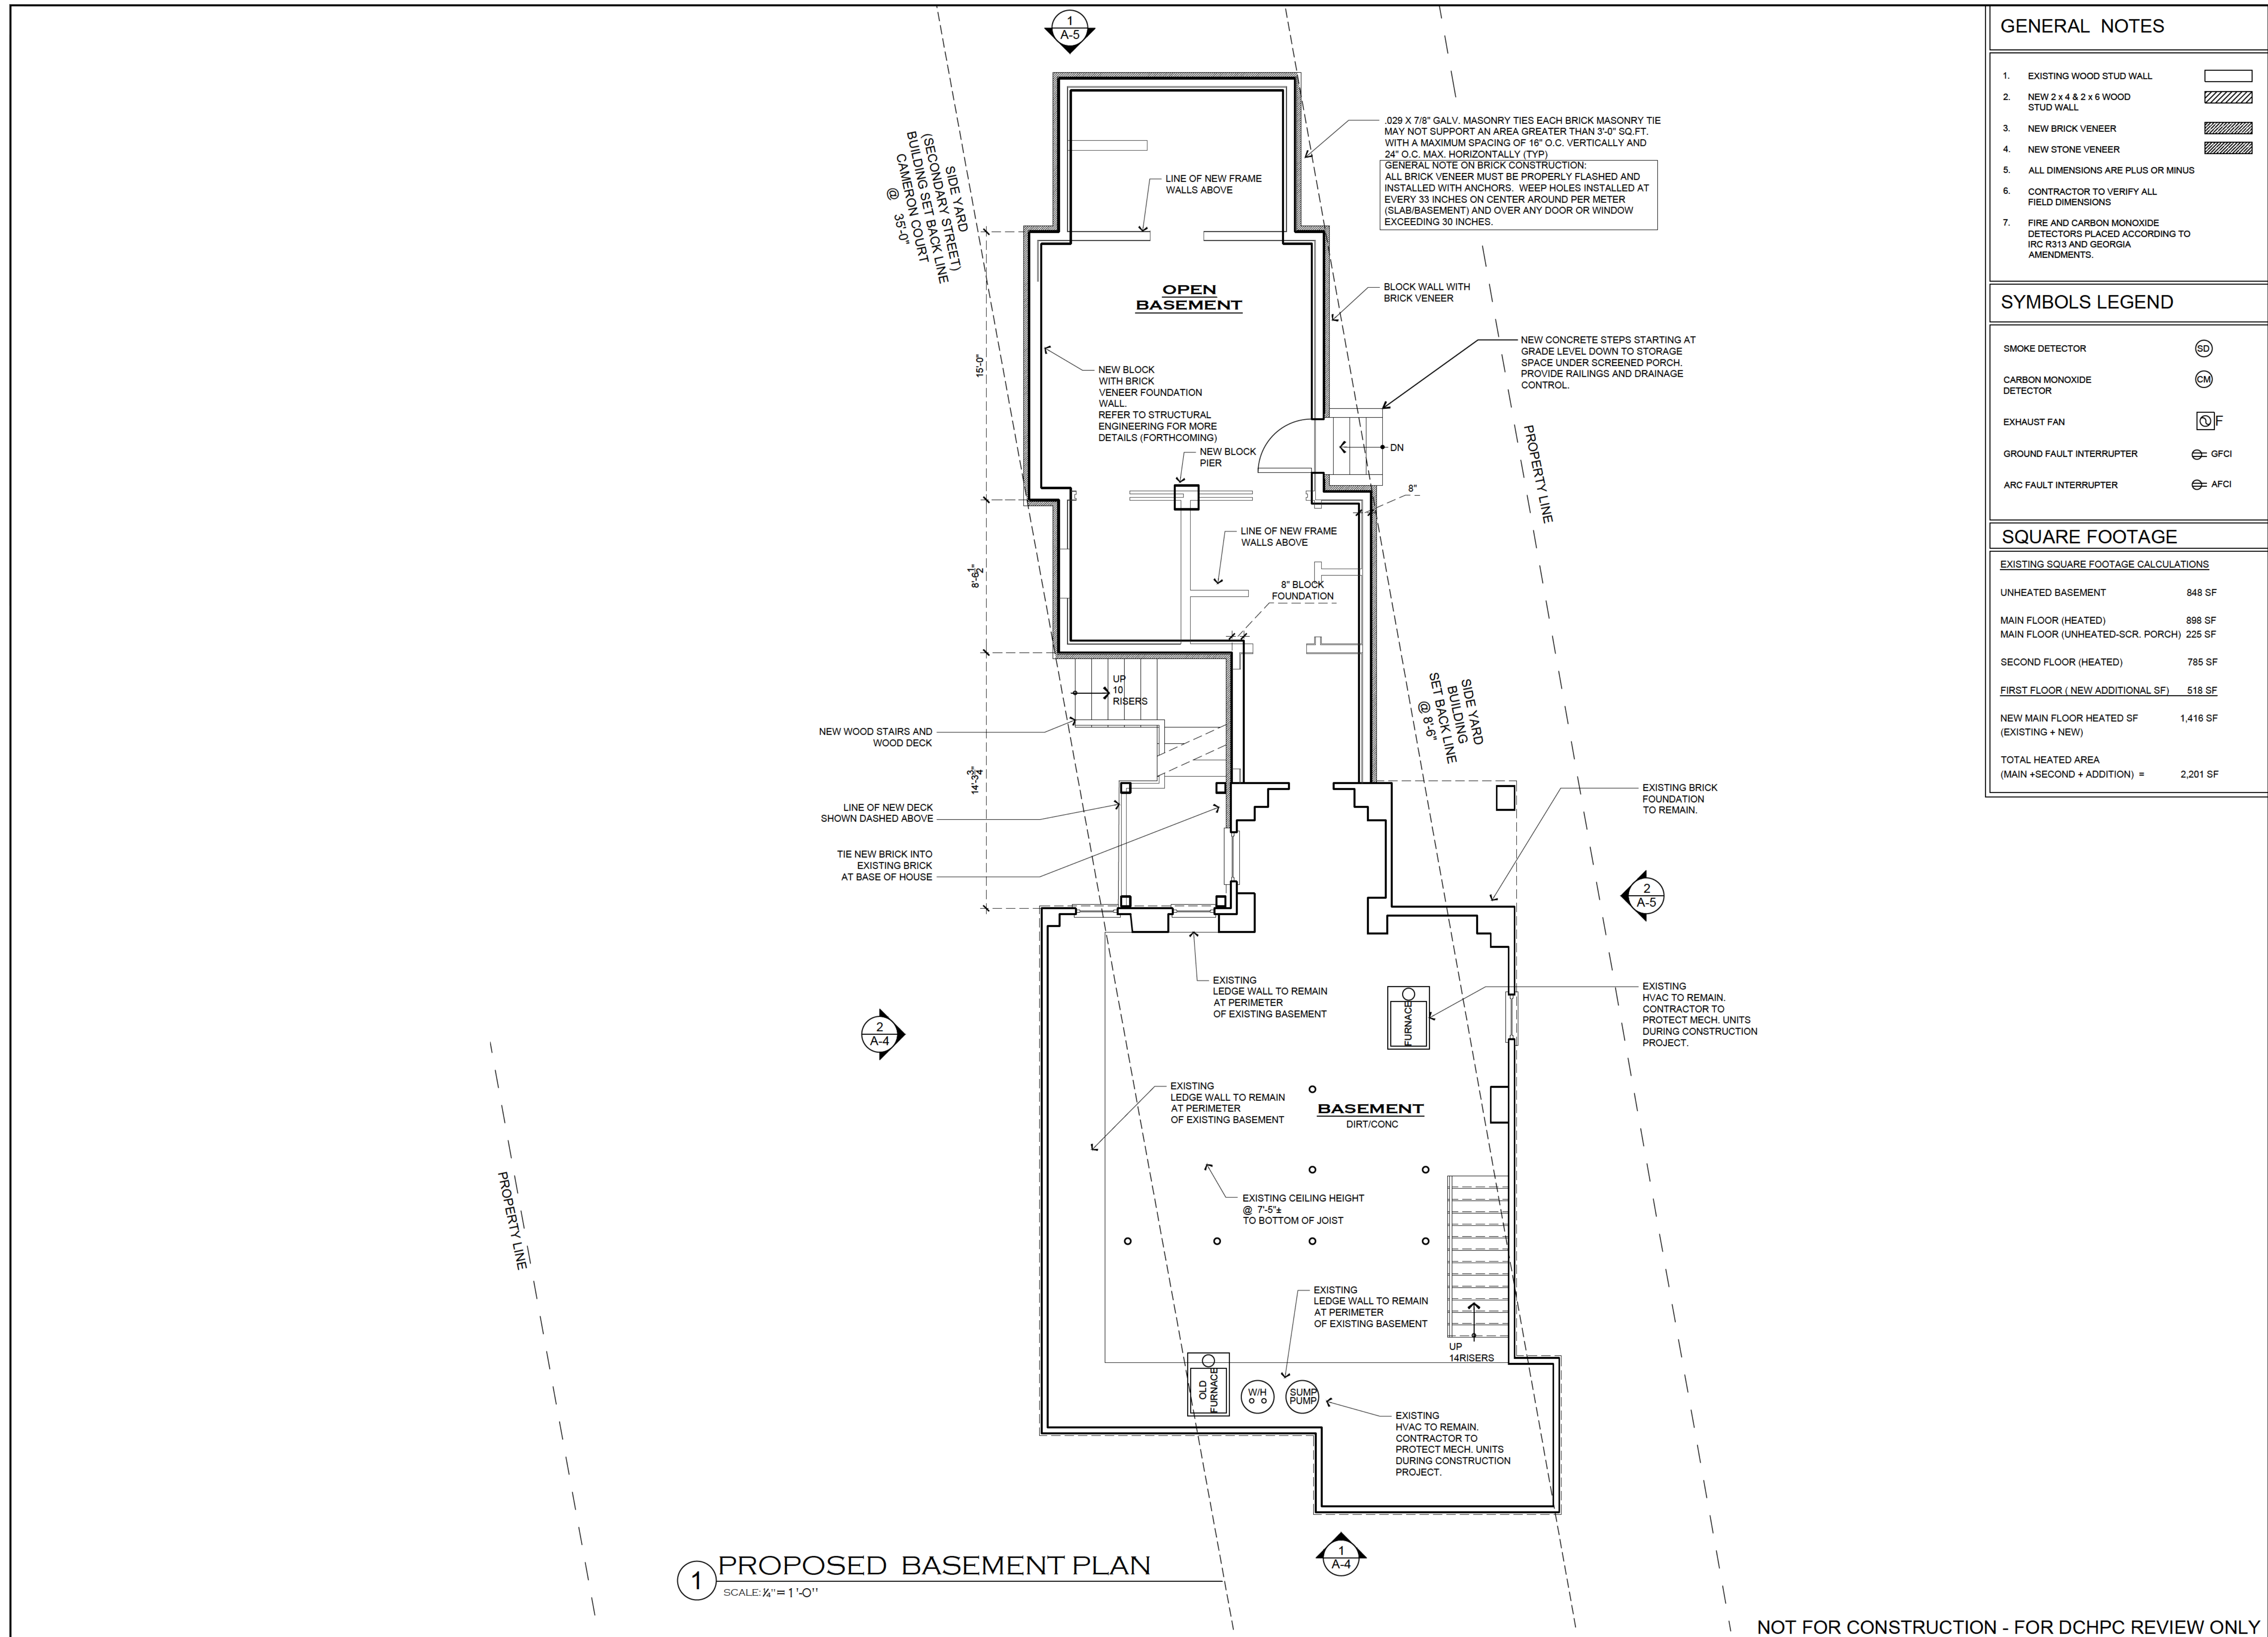 1
A-5
SIDE YARD
(SECONDARY STREET)
BUILDING SET BACK LINE
CAMERON COURT
@ 35'-0"
.029 X 7/8" GALV. MASONRY TIES EACH BRICK MASONRY TIE
MAY NOT SUPPORT AN AREA GREATER THAN 3'-0" SQ.FT.
WITH A MAXIMUM SPACING OF 16" O.C. VERTICALLY AND
24" O.C. MAX. HORIZONTALLY (TYP)
GENERAL NOTE ON BRICK CONSTRUCTION:
ALL BRICK VENEER MUST BE PROPERLY FLASHED AND
INSTALLED WITH ANCHORS. WEEP HOLES INSTALLED AT
EVERY 33 INCHES ON CENTER AROUND PER METER
(SLAB/BASEMENT) AND OVER ANY DOOR OR WINDOW
EXCEEDING 30 INCHES.
LINE OF NEW FRAME
WALLS ABOVE
OPEN
BASEMENT
BLOCK WALL WITH
BRICK VENEER
NEW CONCRETE STEPS STARTING AT
GRADE LEVEL DOWN TO STORAGE
SPACE UNDER SCREENED PORCH.
PROVIDE RAILINGS AND DRAINAGE
CONTROL.
15'-0"
NEW BLOCK
WITH BRICK
VENEER FOUNDATION
WALL.
REFER TO STRUCTURAL
ENGINEERING FOR MORE
DETAILS (FORTHCOMING)
NEW BLOCK
PIER
DN
PROPERTY LINE
8"
LINE OF NEW FRAME
WALLS ABOVE
8'-6 1/2"
8" BLOCK
FOUNDATION
UP
10
RISERS
SIDE YARD
BUILDING
SET BACK LINE
@ 8'-6"
NEW WOOD STAIRS AND
WOOD DECK
14'-3 3/4"
LINE OF NEW DECK
SHOWN DASHED ABOVE
TIE NEW BRICK INTO
EXISTING BRICK
AT BASE OF HOUSE
EXISTING BRICK
FOUNDATION
TO REMAIN.
2
A-5
EXISTING
LEDGE WALL TO REMAIN
AT PERIMETER
OF EXISTING BASEMENT
FURNACE
EXISTING
HVAC TO REMAIN.
CONTRACTOR TO
PROTECT MECH. UNITS
DURING CONSTRUCTION
PROJECT.
2
A-4
EXISTING
LEDGE WALL TO REMAIN
AT PERIMETER
OF EXISTING BASEMENT
BASEMENT
DIRT/CONC
PROPERTY LINE
EXISTING CEILING HEIGHT
@ 7'-5"±
TO BOTTOM OF JOIST
EXISTING
LEDGE WALL TO REMAIN
AT PERIMETER
OF EXISTING BASEMENT
UP
14RISERS
OLD
FURNACE
W/H
SUMP
PUMP
EXISTING
HVAC TO REMAIN.
CONTRACTOR TO
PROTECT MECH. UNITS
DURING CONSTRUCTION
PROJECT.
1
A-4
1
PROPOSED BASEMENT PLAN
SCALE: ¼" = 1'-0"
GENERAL NOTES
1. EXISTING WOOD STUD WALL
2. NEW 2 x 4 & 2 x 6 WOOD
STUD WALL
3. NEW BRICK VENEER
4. NEW STONE VENEER
5. ALL DIMENSIONS ARE PLUS OR MINUS
6. CONTRACTOR TO VERIFY ALL
FIELD DIMENSIONS
7. FIRE AND CARBON MONOXIDE
DETECTORS PLACED ACCORDING TO
IRC R313 AND GEORGIA
AMENDMENTS.
SYMBOLS LEGEND
SMOKE DETECTOR SD
CARBON MONOXIDE CM
DETECTOR
EXHAUST FAN F
GROUND FAULT INTERRUPTER GFCI
ARC FAULT INTERRUPTER AFCI
SQUARE FOOTAGE
EXISTING SQUARE FOOTAGE CALCULATIONS
UNHEATED BASEMENT 848 SF
MAIN FLOOR (HEATED) 898 SF
MAIN FLOOR (UNHEATED-SCR. PORCH) 225 SF
SECOND FLOOR (HEATED) 785 SF
FIRST FLOOR ( NEW ADDITIONAL SF) 518 SF
NEW MAIN FLOOR HEATED SF 1,416 SF
(EXISTING + NEW)
TOTAL HEATED AREA
(MAIN +SECOND + ADDITION) = 2,201 SF
NOT FOR CONSTRUCTION - FOR DCHPC REVIEW ONLY